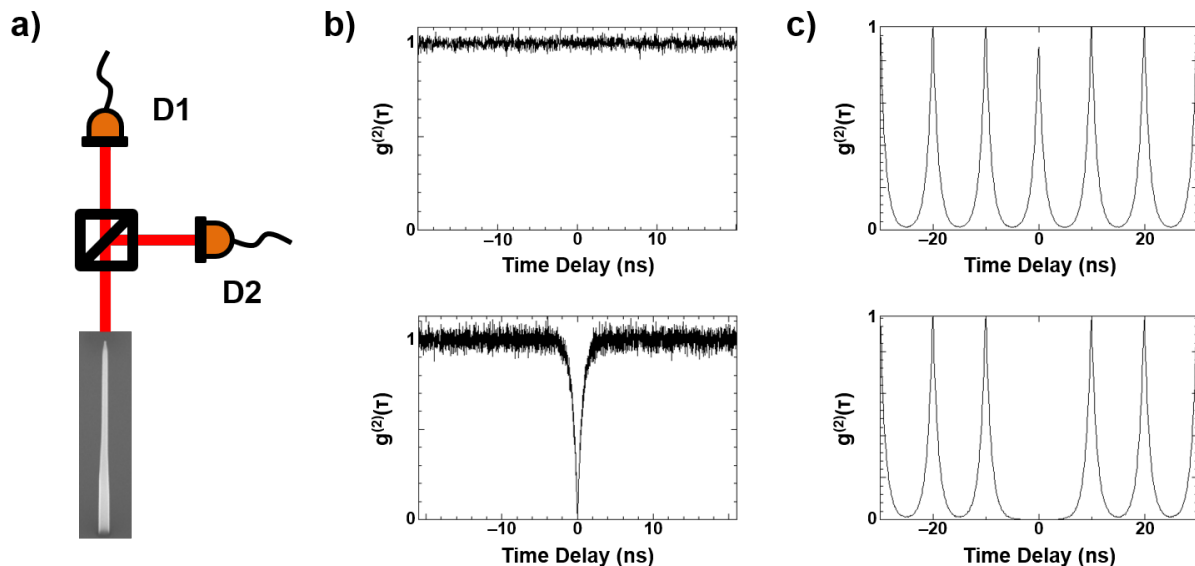 a)
D1
D2
b)
1
g⁽²⁾(τ)
0
–10 0 10
Time Delay (ns)
1
g⁽²⁾(τ)
0
–10 0 10
Time Delay (ns)
c)
1
g⁽²⁾(τ)
0
–20 0 20
Time Delay (ns)
1
g⁽²⁾(τ)
0
–20 0 20
Time Delay (ns)